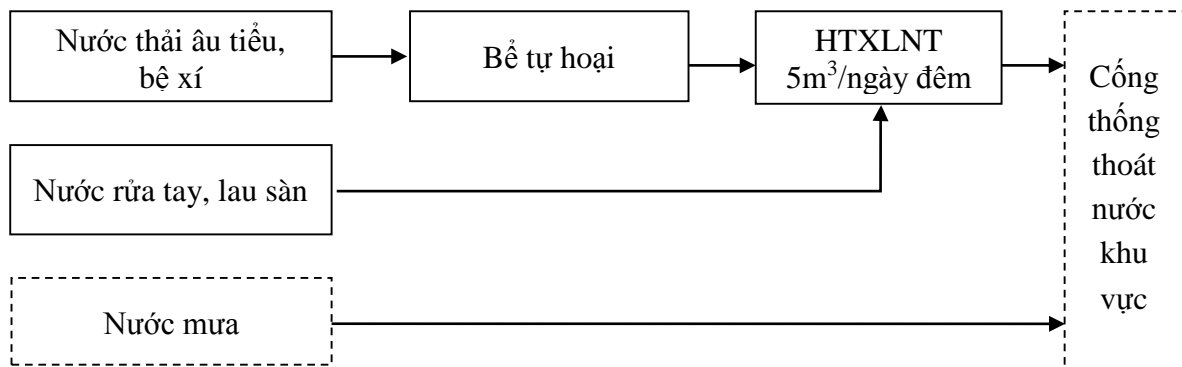 Nước thải âu tiểu,
bệ xí
Bể tự hoại
HTXLNT
5m³/ngày đêm
Cống
thống
thoát
nước
khu
vực
Nước rửa tay, lau sàn
Nước mưa